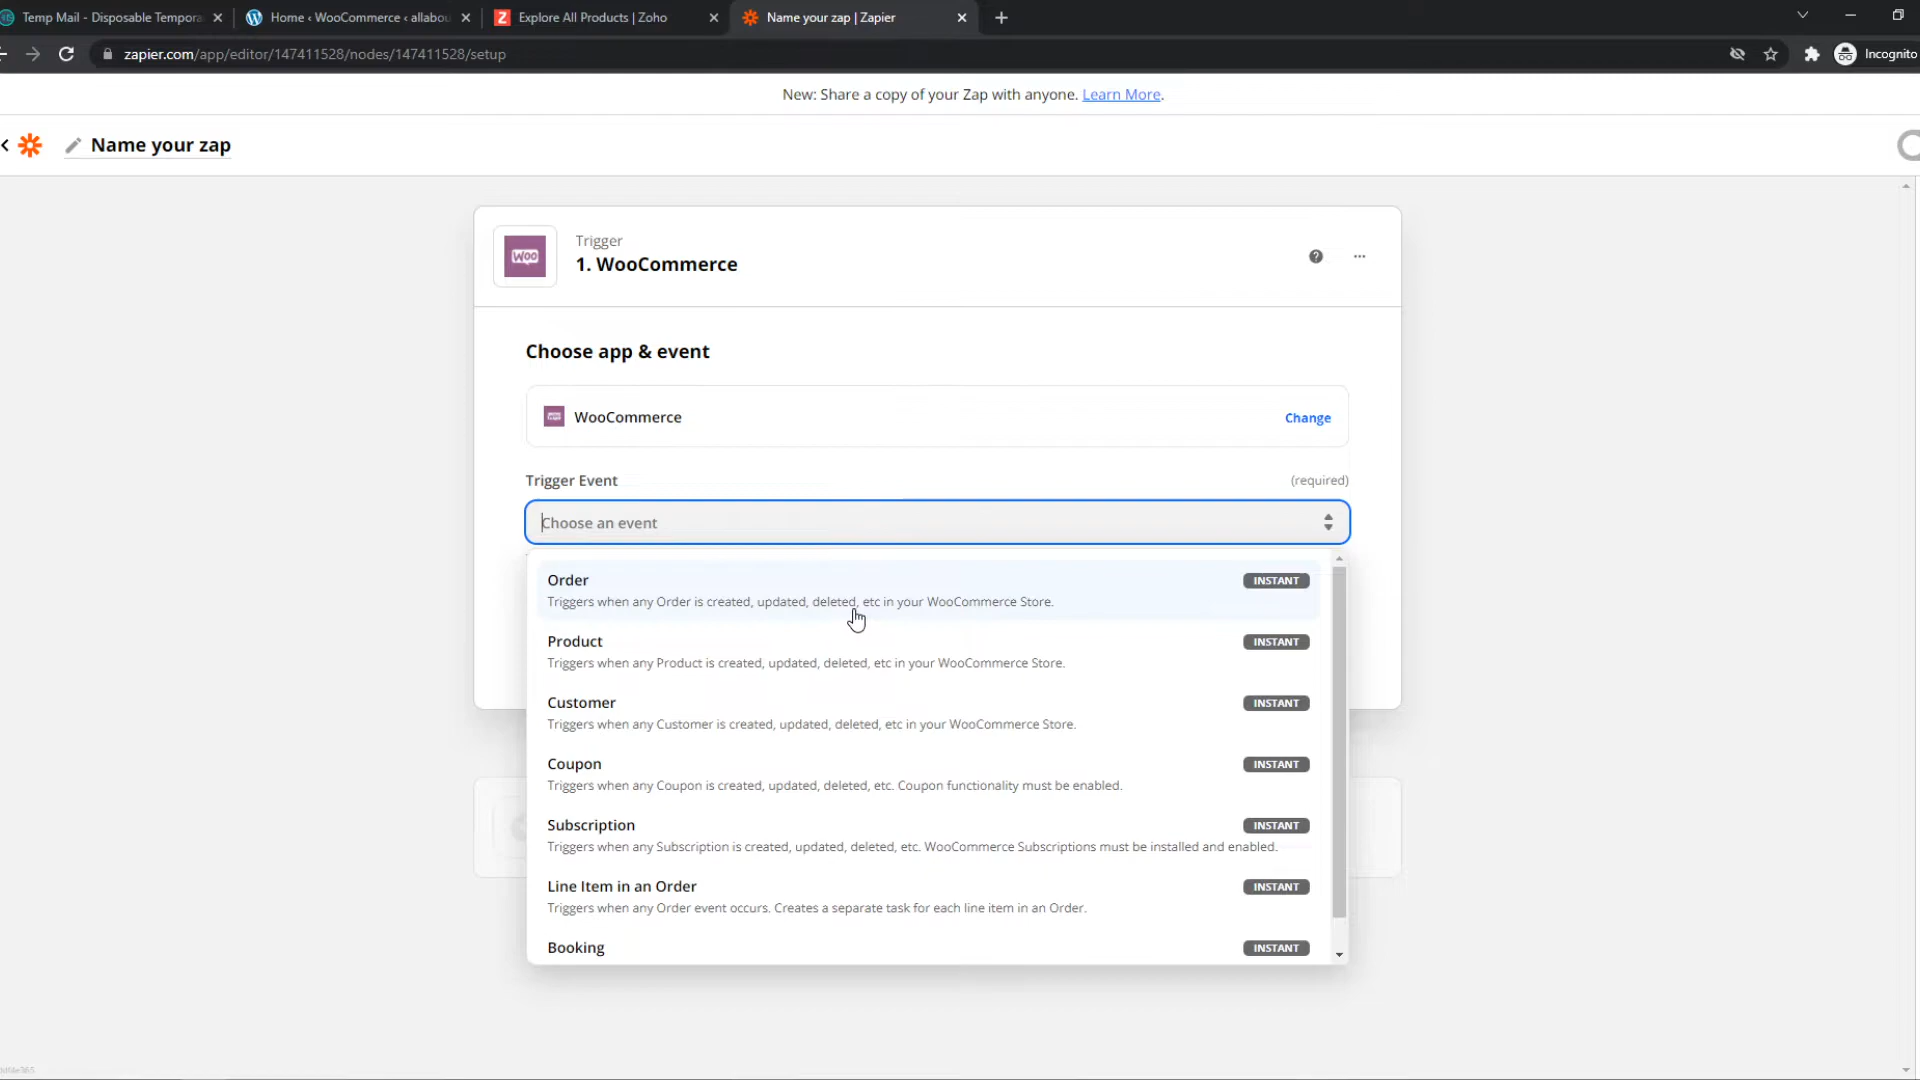 Temp Mail - Disposable Tempora
Home ‹ WooCommerce ‹ allabou
Explore All Products | Zoho
Name your zap | Zapier
zapier.com/app/editor/147411528/nodes/147411528/setup
Incognito
New: Share a copy of your Zap with anyone. Learn More.
Name your zap
Woo
Trigger
1. WooCommerce
Choose app & event
WooCommerce
Change
Trigger Event
(required)
Choose an event
Order
INSTANT
Triggers when any Order is created, updated, deleted, etc in your WooCommerce Store.
Product
INSTANT
Triggers when any Product is created, updated, deleted, etc in your WooCommerce Store.
Customer
INSTANT
Triggers when any Customer is created, updated, deleted, etc in your WooCommerce Store.
Coupon
INSTANT
Triggers when any Coupon is created, updated, deleted, etc. Coupon functionality must be enabled.
Subscription
INSTANT
Triggers when any Subscription is created, updated, deleted, etc. WooCommerce Subscriptions must be installed and enabled.
Line Item in an Order
INSTANT
Triggers when any Order event occurs. Creates a separate task for each line item in an Order.
Booking
INSTANT